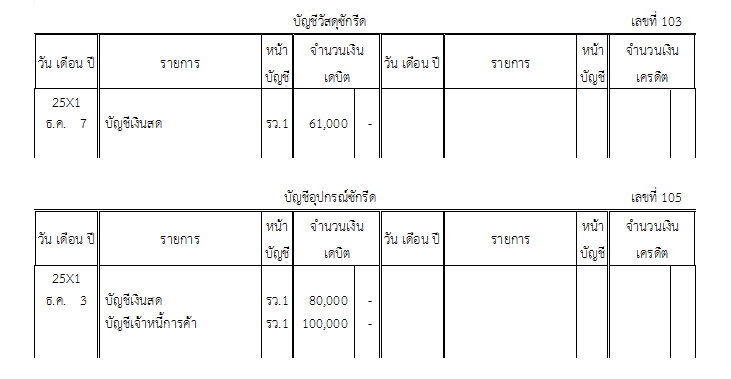 บัญชีวัสดุซักรีด เลขที่ 103
วัน เดือน ปี รายการ หน้าบัญชี จำนวนเงิน เดบิต วัน เดือน ปี รายการ หน้าบัญชี จำนวนเงิน เครดิต
25X1
ธ.ค. 7 บัญชีเงินสด รว.1 61,000 -
บัญชีอุปกรณ์ซักรีด เลขที่ 105
วัน เดือน ปี รายการ หน้าบัญชี จำนวนเงิน เดบิต วัน เดือน ปี รายการ หน้าบัญชี จำนวนเงิน เครดิต
25X1
ธ.ค. 3 บัญชีเงินสด รว.1 80,000 -
บัญชีเจ้าหนี้การค้า รว.1 100,000 -